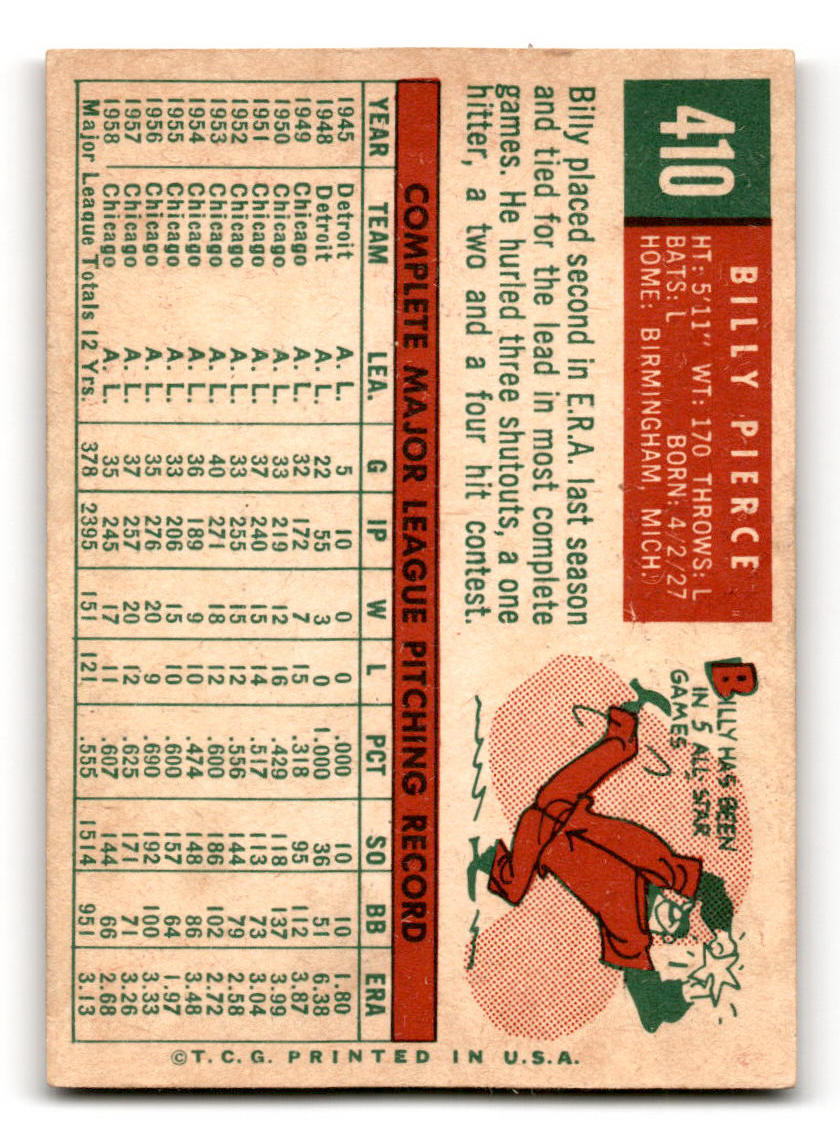 410
BILLY PIERCE
HT: 5'11" WT: 170 THROWS: L
BATS: L BORN: 4/2/27
HOME: BIRMINGHAM, MICH.
Billy placed second in E.R.A. last season
and tied for the lead in most complete
games. He hurled three shutouts, a one
hitter, a two and a four hit contest.
BILLY HAS BEEN
IN 5 ALL STAR
GAMES
COMPLETE MAJOR LEAGUE PITCHING RECORD
YEAR TEAM LEA. G IP W L PCT SO BB ERA
1945 Detroit A. L. 5 10 0 0 .000 10 10 1.80
1948 Detroit A. L. 22 55 3 0 1.000 36 51 6.38
1949 Chicago A. L. 32 172 7 15 .318 95 112 3.87
1950 Chicago A. L. 33 219 12 16 .429 118 137 3.99
1951 Chicago A. L. 37 240 15 14 .517 113 73 3.04
1952 Chicago A. L. 33 255 15 12 .556 144 79 2.58
1953 Chicago A. L. 40 271 18 12 .600 186 102 2.72
1954 Chicago A. L. 36 189 9 10 .474 148 86 3.48
1955 Chicago A. L. 33 206 15 10 .600 157 64 1.97
1956 Chicago A. L. 35 276 20 9 .690 192 100 3.33
1957 Chicago A. L. 37 257 20 12 .625 171 71 3.26
1958 Chicago A. L. 35 245 17 11 .607 144 66 2.68
Major League Totals 12 Yrs. 378 2395 151 121 .555 1514 951 3.13
©T.C.G. PRINTED IN U.S.A.